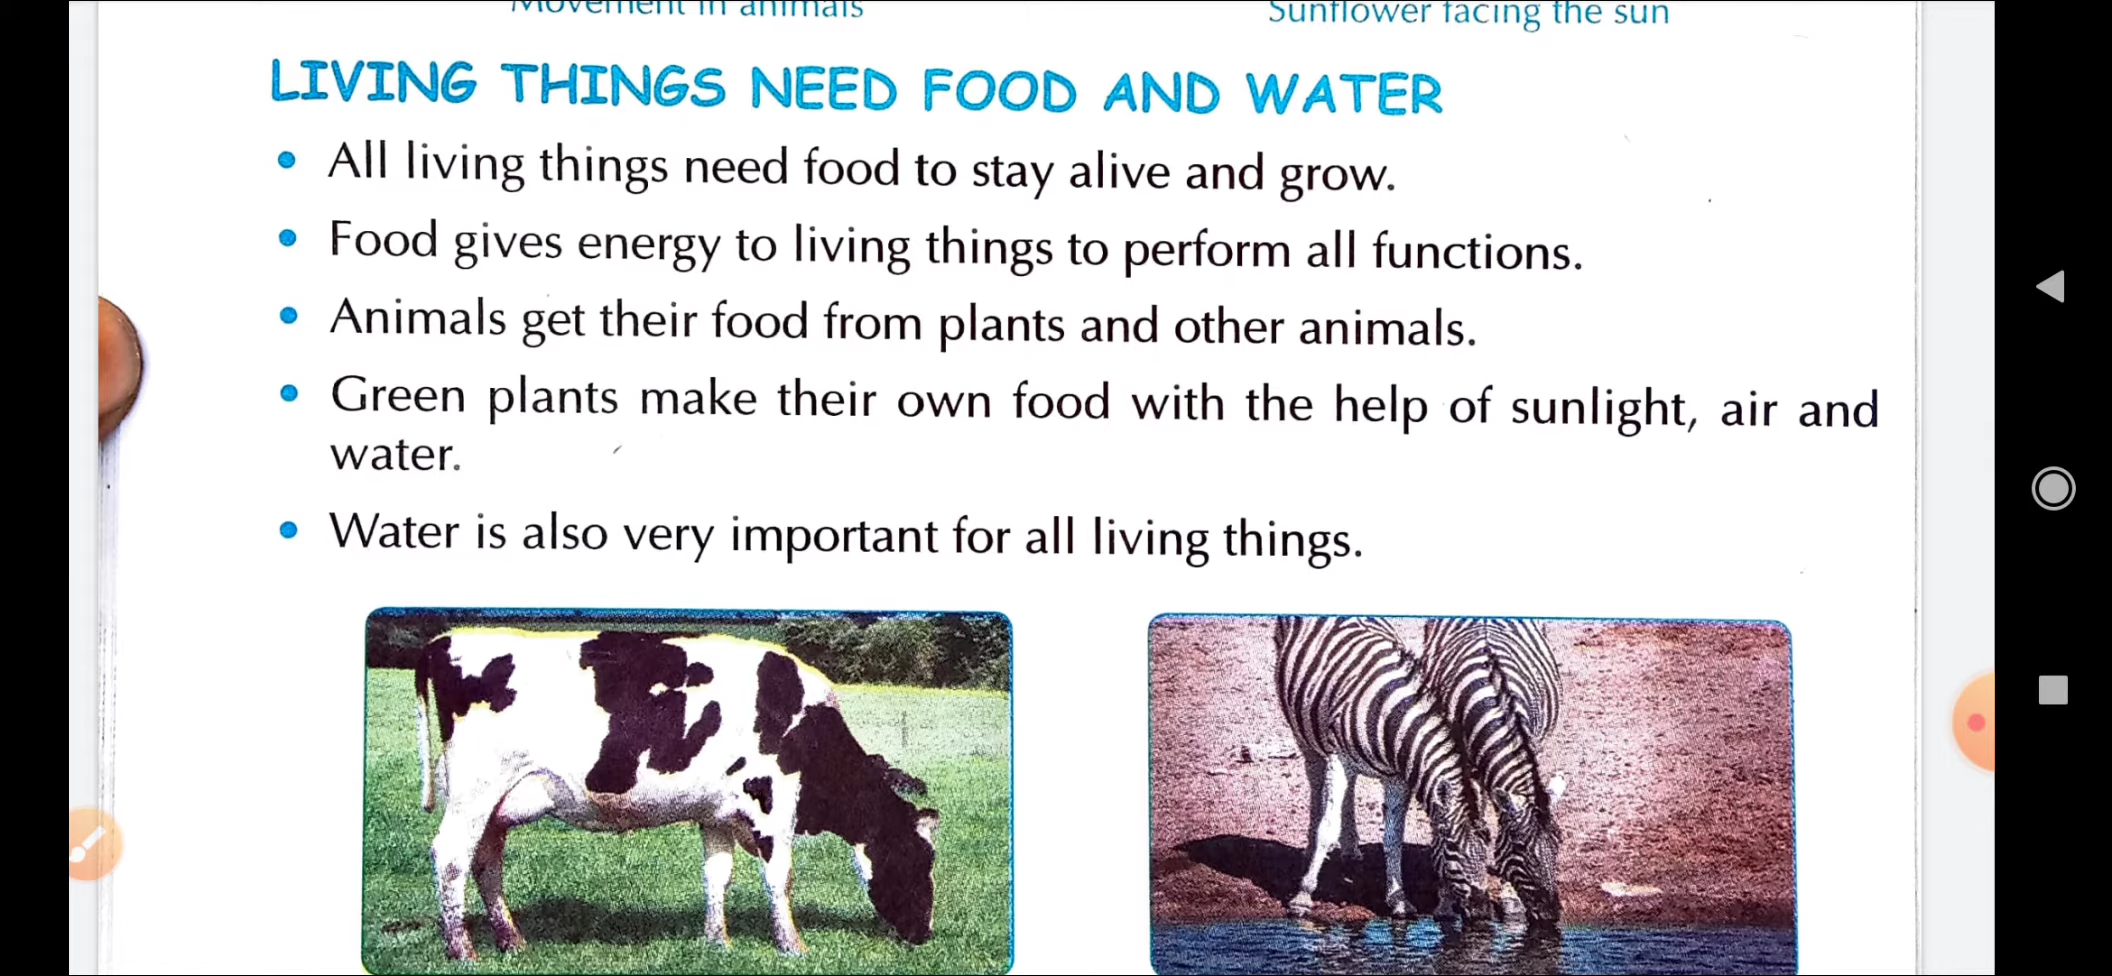 Movement in animals
Sunflower facing the sun
LIVING THINGS NEED FOOD AND WATER
• All living things need food to stay alive and grow.
• Food gives energy to living things to perform all functions.
• Animals get their food from plants and other animals.
• Green plants make their own food with the help of sunlight, air and
water.
• Water is also very important for all living things.